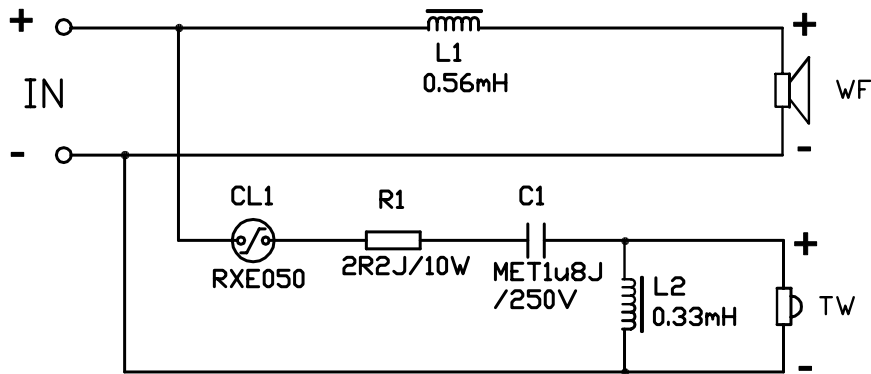 +
+
L1
0.56mH
IN
WF
-
-
CL1
R1
C1
+
RXE050
2R2J/10W
MET1u8J
/250V
L2
0.33mH
TW
-